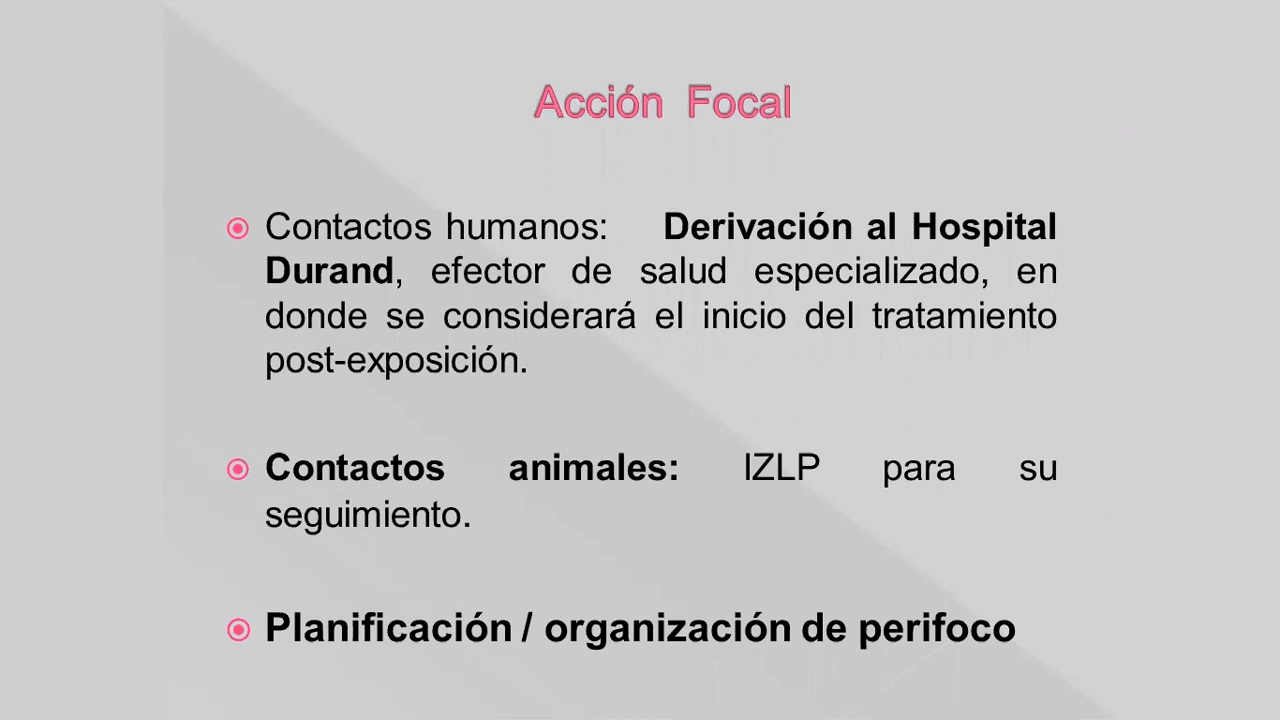 Acción Focal
Contactos humanos: Derivación al Hospital
Durand, efector de salud especializado, en
donde se considerará el inicio del tratamiento
post-exposición.
Contactos animales: IZLP para su
seguimiento.
Planificación / organización de perifoco